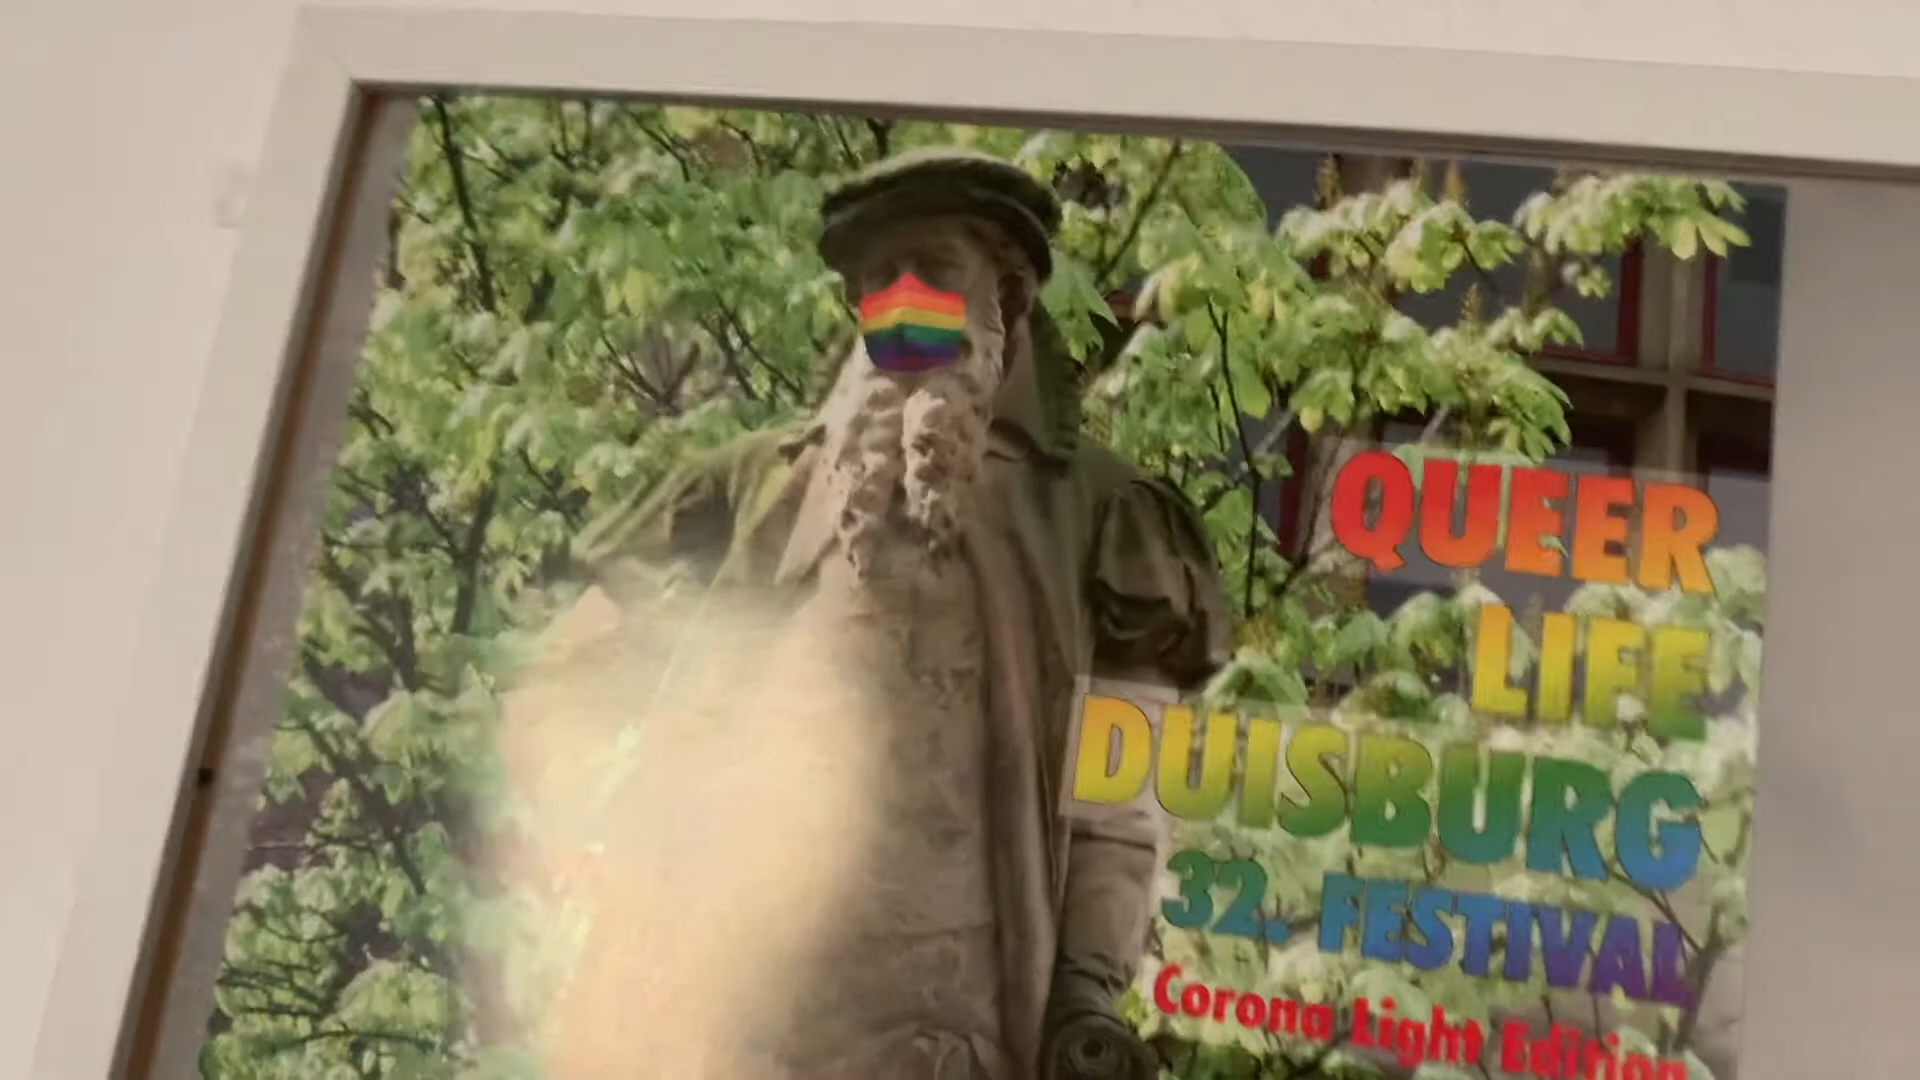 QUEER
LIFE
DUISBURG
32. FESTIVAL
Corona Light Edition